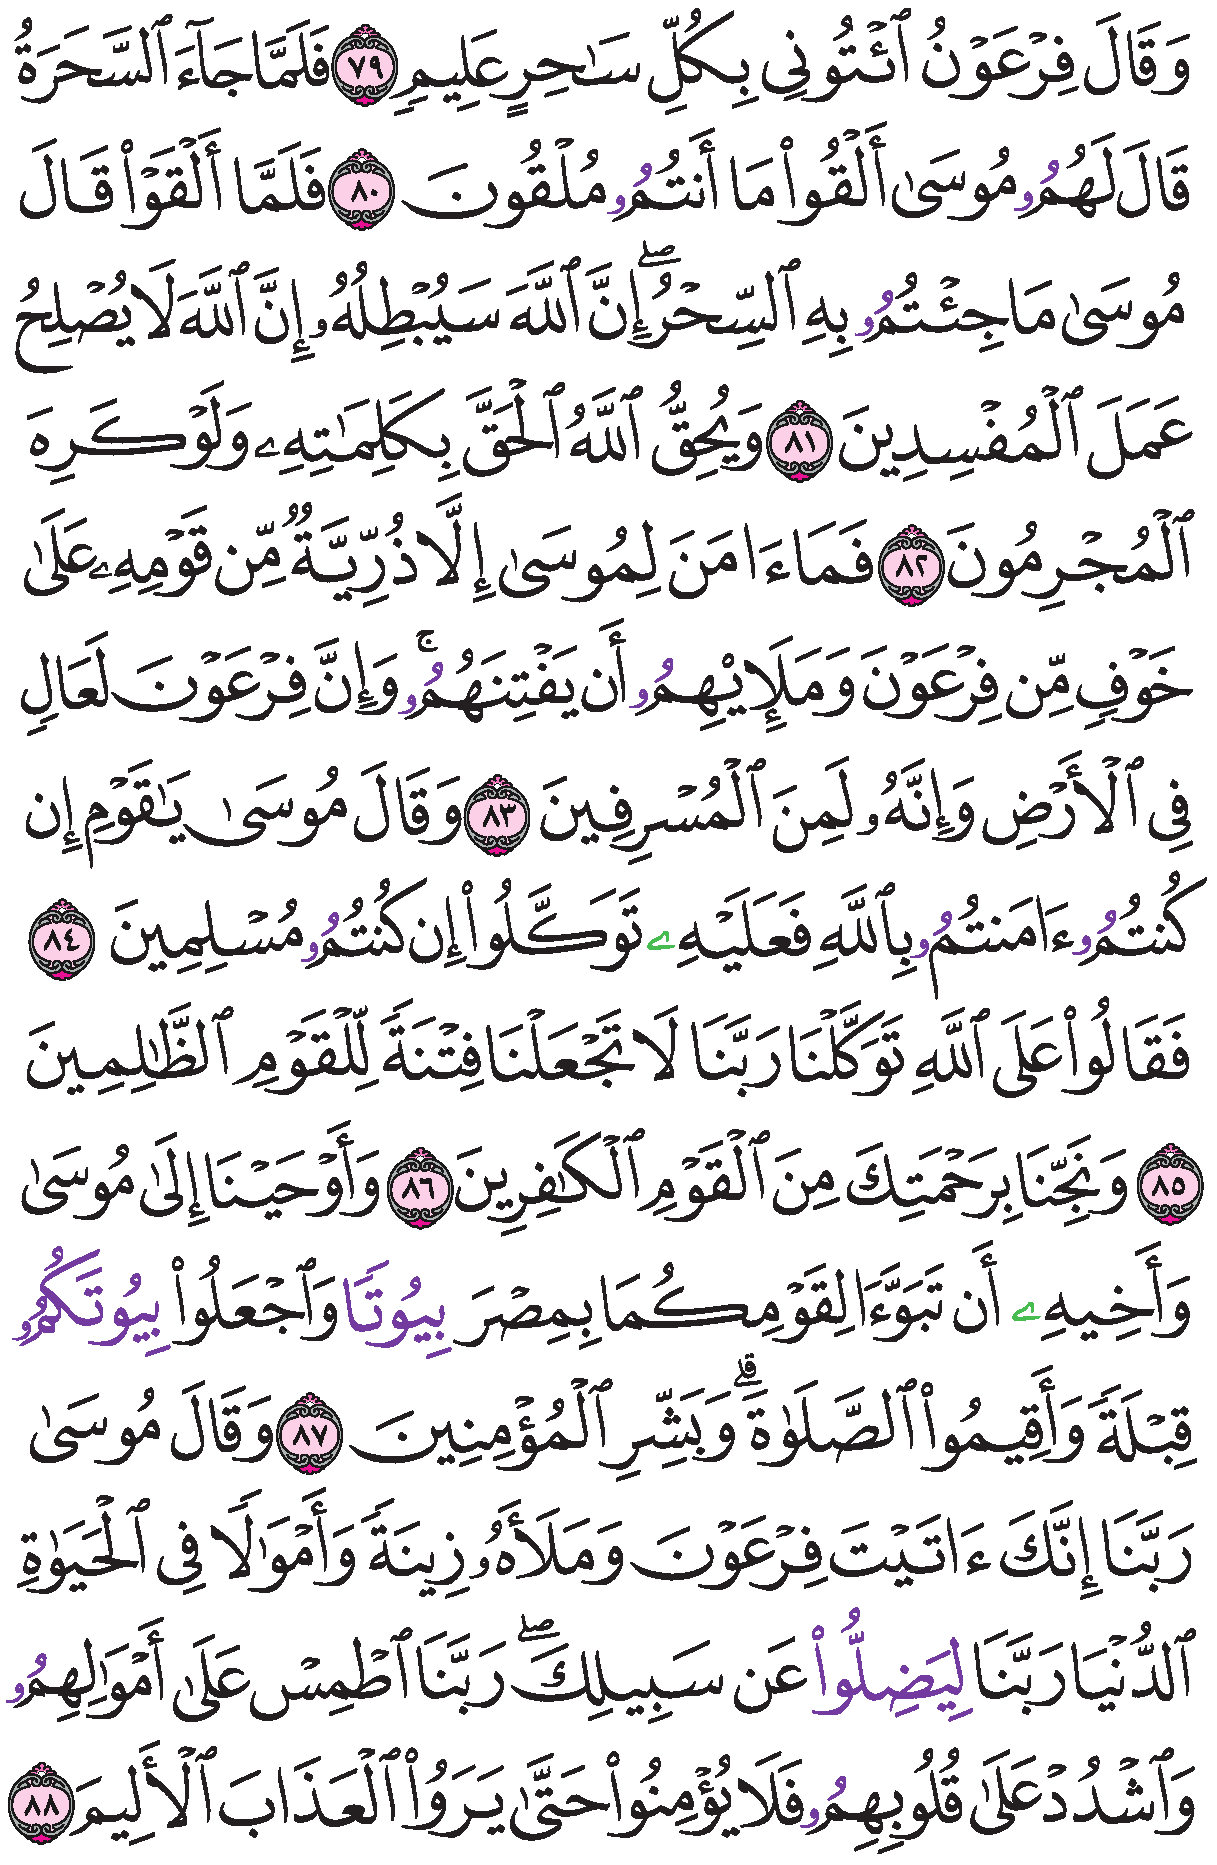 وَقَالَ فِرْعَوْنُ ٱئْتُونِي بِكُلِّ سَٰحِرٍ عَلِيمٍ ٧٩ فَلَمَّا جَآءَ ٱلسَّحَرَةُ
قَالَ لَهُمُۥ مُوسَىٰٓ أَلْقُوا۟ مَا أَنتُمُۥ مُلْقُونَ ٨٠ فَلَمَّا أَلْقَوْا۟ قَالَ
مُوسَىٰ مَا جِئْتُمُۥ بِهِ ٱلسِّحْرُ ۖ إِنَّ ٱللَّهَ سَيُبْطِلُهُۥ إِنَّ ٱللَّهَ لَا يُصْلِحُ
عَمَلَ ٱلْمُفْسِدِينَ ٨١ وَيُحِقُّ ٱللَّهُ ٱلْحَقَّ بِكَلِمَٰتِهِۦ وَلَوْ كَرِهَ
ٱلْمُجْرِمُونَ ٨٢ فَمَا ءَامَنَ لِمُوسَىٰ إِلَّا ذُرِّيَّةٌ مِّن قَوْمِهِۦ عَلَىٰ
خَوْفٍ مِّن فِرْعَوْنَ وَمَلَإِي۟هِمُۥ أَن يَفْتِنَهُمُۥ ۚ وَإِنَّ فِرْعَوْنَ لَعَالٍ
فِي ٱلْأَرْضِ وَإِنَّهُۥ لَمِنَ ٱلْمُسْرِفِينَ ٨٣ وَقَالَ مُوسَىٰ يَٰقَوْمِ إِن
كُنتُمُۥ ءَامَنتُمُۥ بِٱللَّهِ فَعَلَيْهِۦ تَوَكَّلُوا۟ إِن كُنتُمُۥ مُسْلِمِينَ ٨٤
فَقَالُوا۟ عَلَى ٱللَّهِ تَوَكَّلْنَا رَبَّنَا لَا تَجْعَلْنَا فِتْنَةً لِّلْقَوْمِ ٱلظَّٰلِمِينَ
٨٥ وَنَجِّنَا بِرَحْمَتِكَ مِنَ ٱلْقَوْمِ ٱلْكَٰفِرِينَ ٨٦ وَأَوْحَيْنَا إِلَىٰ مُوسَىٰ
وَأَخِيهِۦ أَن تَبَوَّءَا لِقَوْمِكُمَا بِمِصْرَ بِيُوتًا وَٱجْعَلُوا۟ بِيُوتَكُمُۥ
قِبْلَةً وَأَقِيمُوا۟ ٱلصَّلَوٰةَ ۗ وَبَشِّرِ ٱلْمُؤْمِنِينَ ٨٧ وَقَالَ مُوسَىٰ
رَبَّنَا إِنَّكَ ءَاتَيْتَ فِرْعَوْنَ وَمَلَأَهُۥ زِينَةً وَأَمْوَٰلًا فِي ٱلْحَيَوٰةِ
ٱلدُّنْيَا رَبَّنَا لِيَضِلُّوا۟ عَن سَبِيلِكَ ۖ رَبَّنَا ٱطْمِسْ عَلَىٰ أَمْوَٰلِهِمُۥ
وَٱشْدُدْ عَلَىٰ قُلُوبِهِمُۥ فَلَا يُؤْمِنُوا۟ حَتَّىٰ يَرَوُا۟ ٱلْعَذَابَ ٱلْأَلِيمَ ٨٨